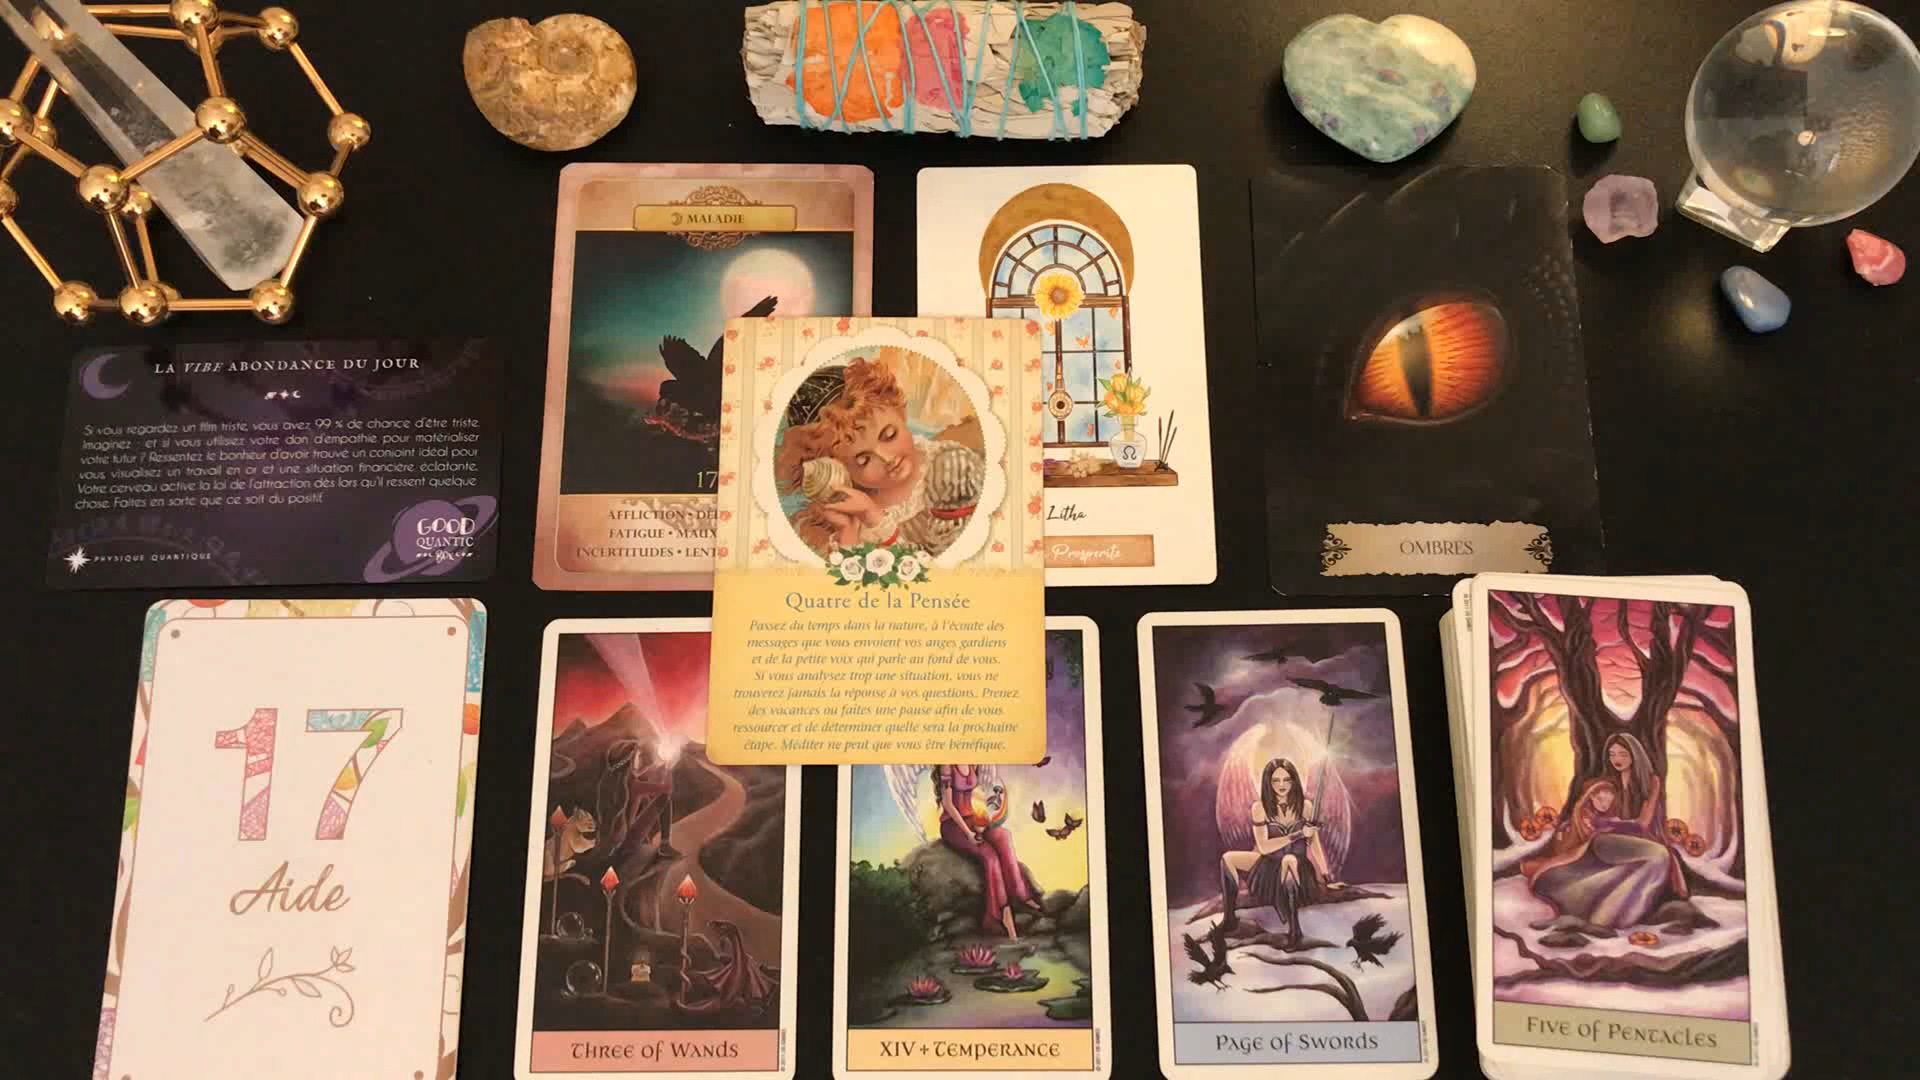 MALADIE
17
AFFLICTION •
FATIGUE • MAUX
INCERTITUDES •
Litha
Prospérité
OMBRES
LA VIBE ABONDANCE DU JOUR
Si vous regardez un film triste, vous avez 99 % de chance d'être triste.
Imaginez : et si vous utilisiez votre don d'empathie pour matérialiser
votre futur ? Ressentez le bonheur d'avoir trouvé un conjoint idéal pour
vous, visualisez un travail en or et une situation financière éclatante.
Votre cerveau active la loi de l'attraction dès lors qu'il ressent quelque
chose. Faites en sorte que ce soit du positif.
GOOD
QUANTIC
BOX
PHYSIQUE QUANTIQUE
Quatre de la Pensée
Passez du temps dans la nature, à l'écoute des
messages que vous envoient vos anges gardiens
et de la petite voix qui parle au fond de vous.
Si vous analysez trop une situation, vous ne
trouverez jamais la réponse à vos questions. Prenez
des vacances ou faites une pause afin de vous
ressourcer et de déterminer quelle sera la prochaine
étape. Méditer ne peut que vous être bénéfique.
17
Aide
THREE OF WANDS
XIV + TEMPERANCE
PAGE OF SWORDS
FIVE OF PENTACLES